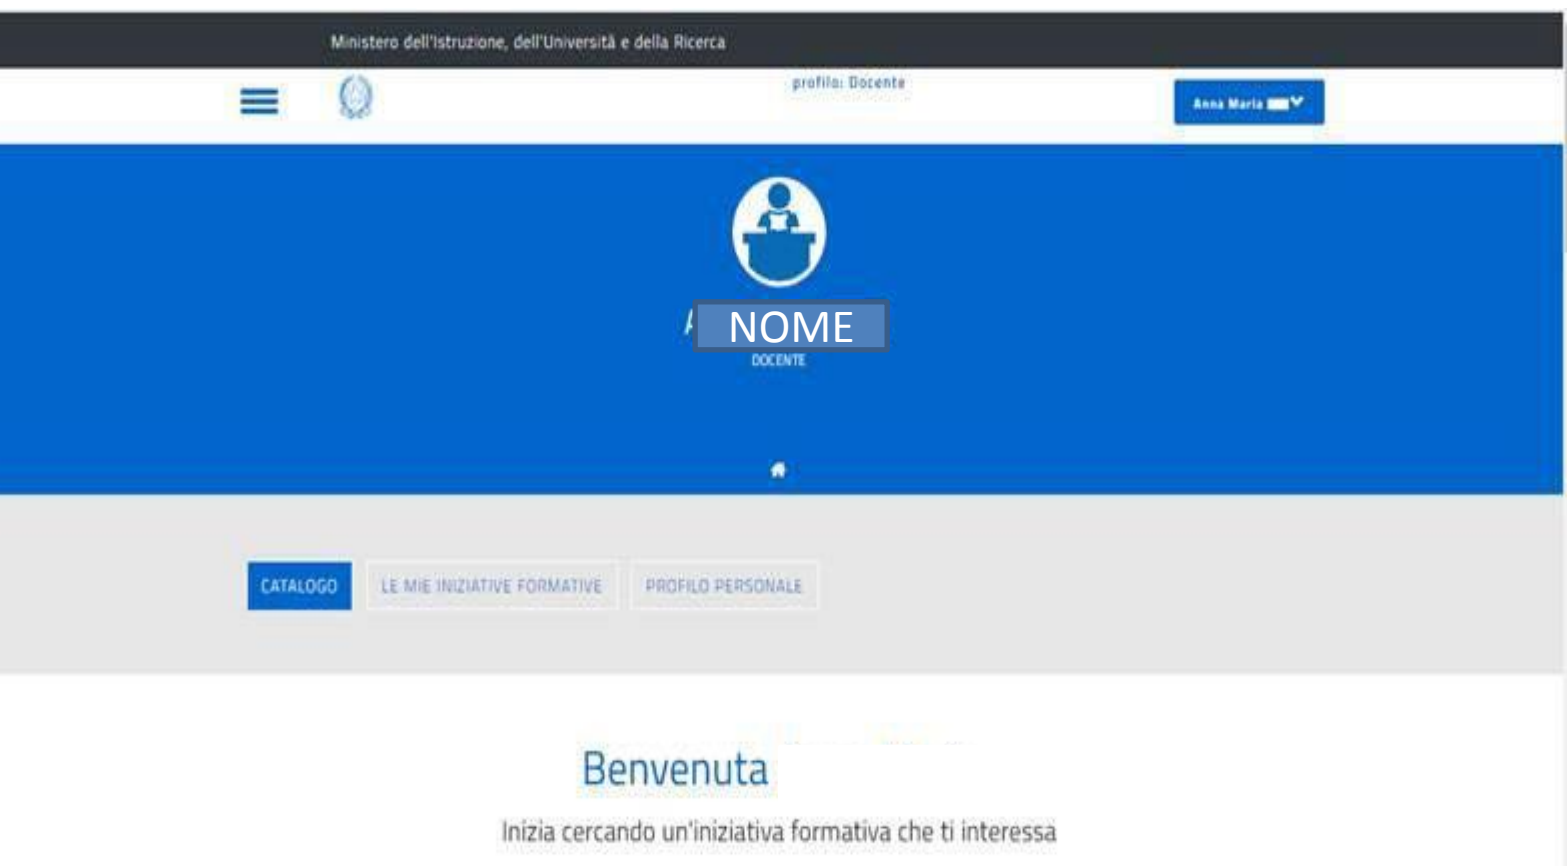 Ministero dell'Istruzione, dell'Università e della Ricerca
profilo: Docente
Anna Maria
NOME
DOCENTE
CATALOGO
LE MIE INIZIATIVE FORMATIVE
PROFILO PERSONALE
Benvenuta
Inizia cercando un'iniziativa formativa che ti interessa